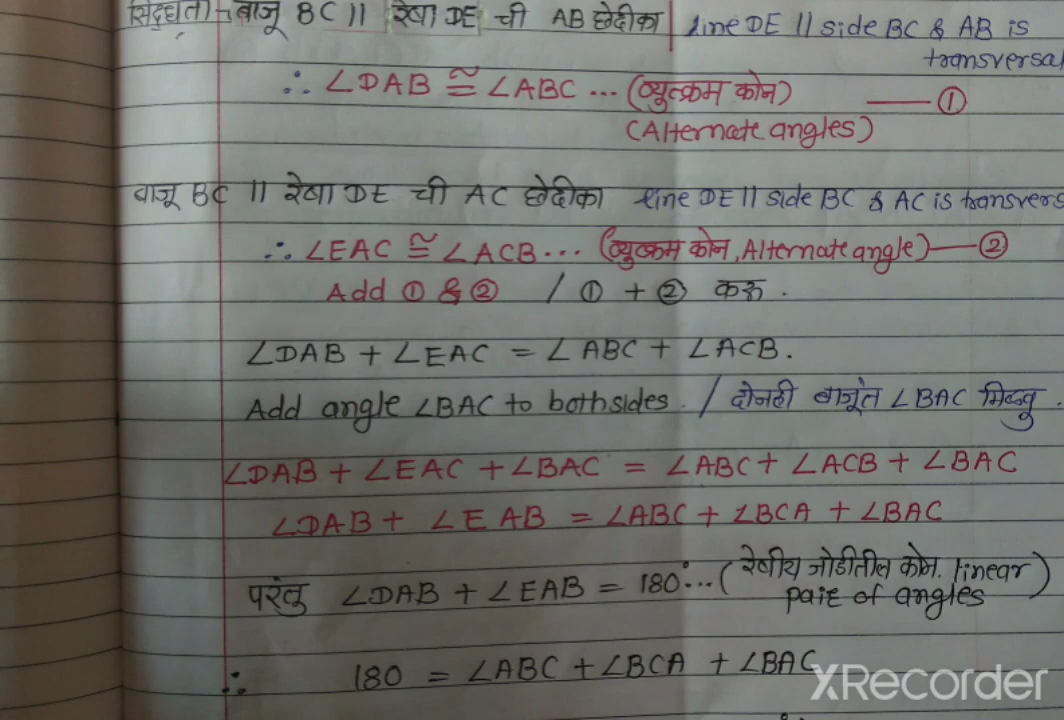 सिद्धता - बाजू BC || रेषा DE ची AB छेदीका | line DE || side BC & AB is
transversal
∴ ∠DAB ≅ ∠ABC ... (व्युत्क्रम कोन) —— ①
(Alternate angles)
बाजू BC || रेषा DE ची AC छेदीका line DE || side BC & AC is transvers
∴ ∠EAC ≅ ∠ACB... (व्युत्क्रम कोन, Alternate angle) —— ②
Add ① & ② / ① + ② करू.
∠DAB + ∠EAC = ∠ABC + ∠ACB.
Add angle ∠BAC to both sides. / दोनही बाजूंत ∠BAC मिळवु.
∠DAB + ∠EAC + ∠BAC = ∠ABC + ∠ACB + ∠BAC
∠DAB + ∠EAB = ∠ABC + ∠BCA + ∠BAC
परंतु ∠DAB + ∠EAB = 180°... (रेषीय जोडीतील कोन. linear
pair of angles)
∴ 180 = ∠ABC + ∠BCA + ∠BAC
XRecorder